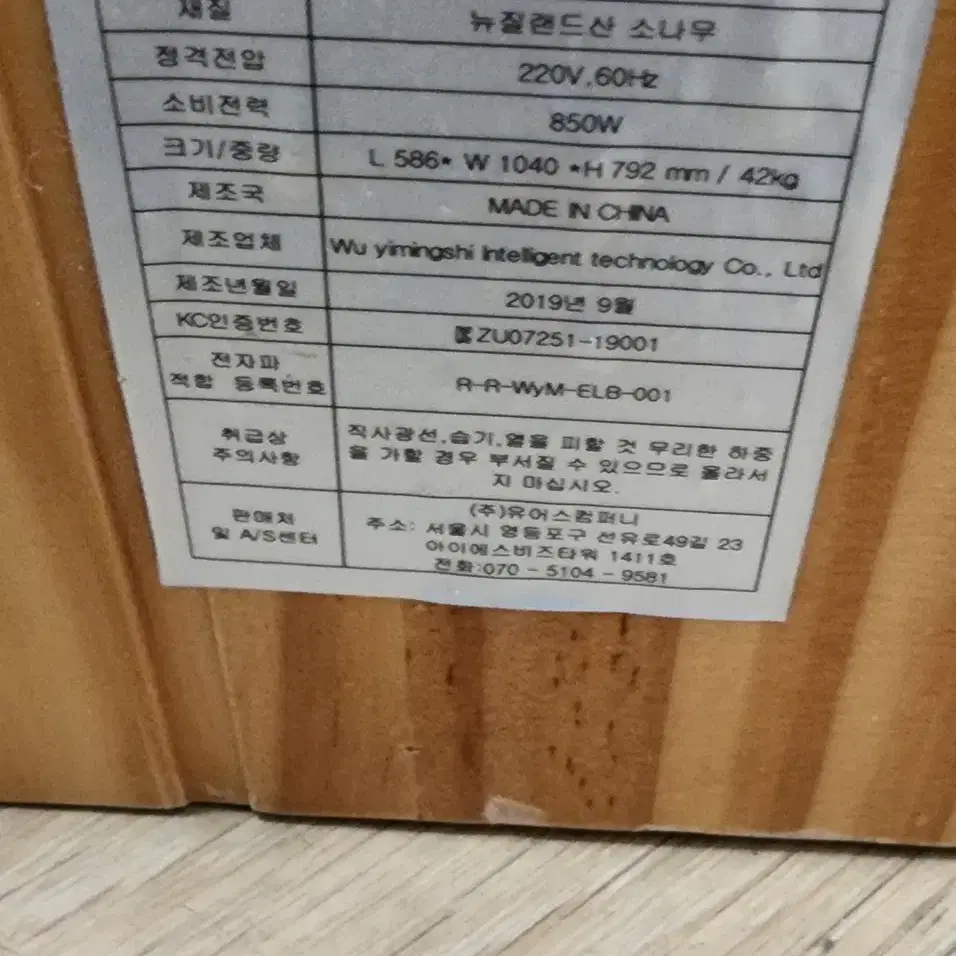 재질 뉴질랜드산 소나무
정격전압 220V,60Hz
소비전력 850W
크기/중량 L 586* W 1040 *H 792 mm / 42kg
제조국 MADE IN CHINA
제조업체 Wu yimingshi Intelligent technology Co., Ltd
제조년월일 2019년 9월
KC인증번호 ZU07251-19001
전자파
적합 등록번호 R-R-WyM-ELB-001
취급상
주의사항
직사광선,습기,열을 피할 것 무리한 하중
을 가할 경우 부서질 수 있으므로 올라서
지 마십시오.
판매처
및 A/S센터
(주)유어스컴퍼니
주소: 서울시 영등포구 선유로49길 23
아이에스비즈타워 1411호
전화:070 - 5104 - 9581